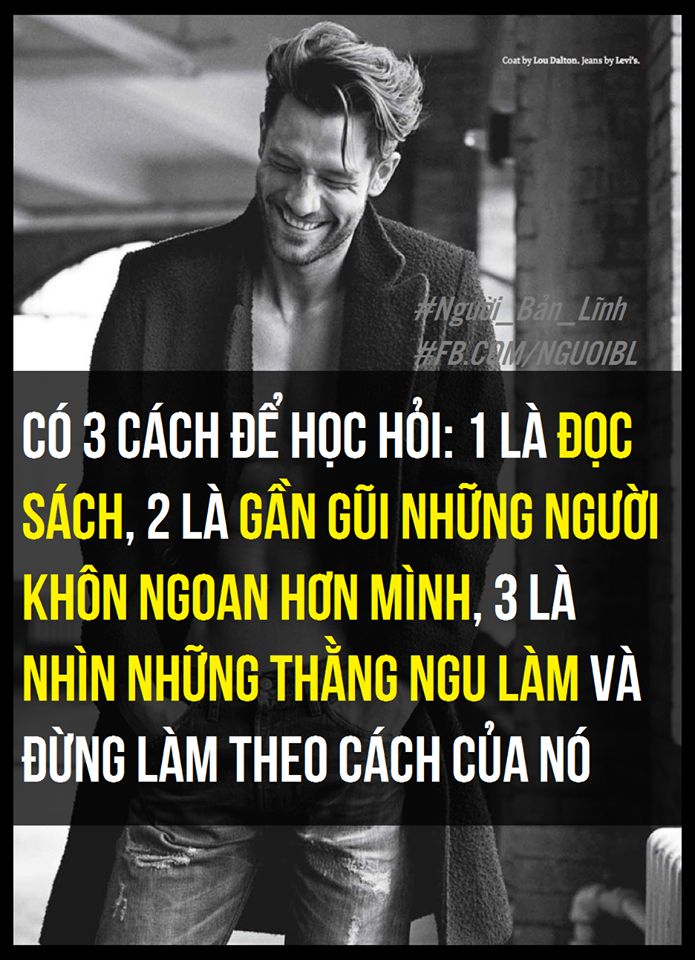 Coat by Lou Dalton. Jeans by Levi's.
#Người_Bản_Lĩnh
#FB.COM/NGUOIBL
CÓ 3 CÁCH ĐỂ HỌC HỎI: 1 LÀ ĐỌC
SÁCH, 2 LÀ GẦN GŨI NHỮNG NGƯỜI
KHÔN NGOAN HƠN MÌNH, 3 LÀ
NHÌN NHỮNG THẰNG NGU LÀM VÀ
ĐỪNG LÀM THEO CÁCH CỦA NÓ